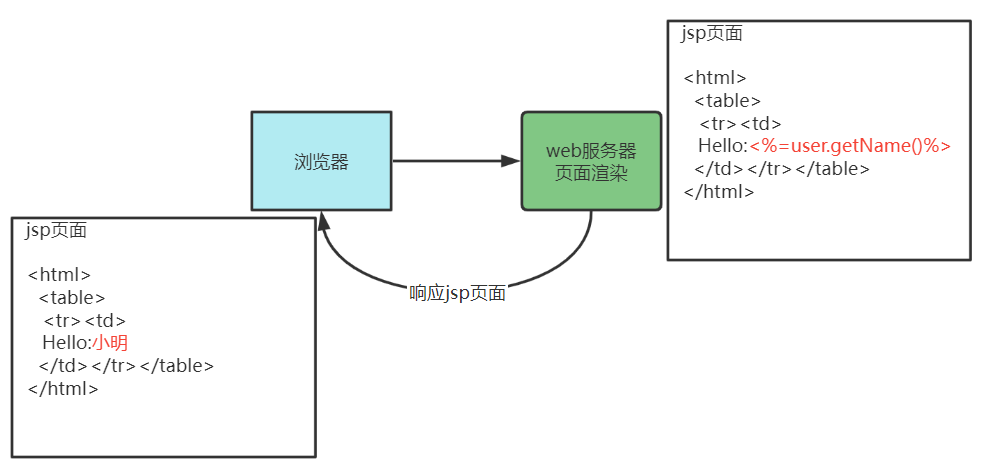 jsp页面
<html>
<table>
<tr><td>
Hello:<%=user.getName()%>
</td></tr></table>
</html>
浏览器
web服务器
页面渲染
响应jsp页面
jsp页面
<html>
<table>
<tr><td>
Hello:小明
</td></tr></table>
</html>